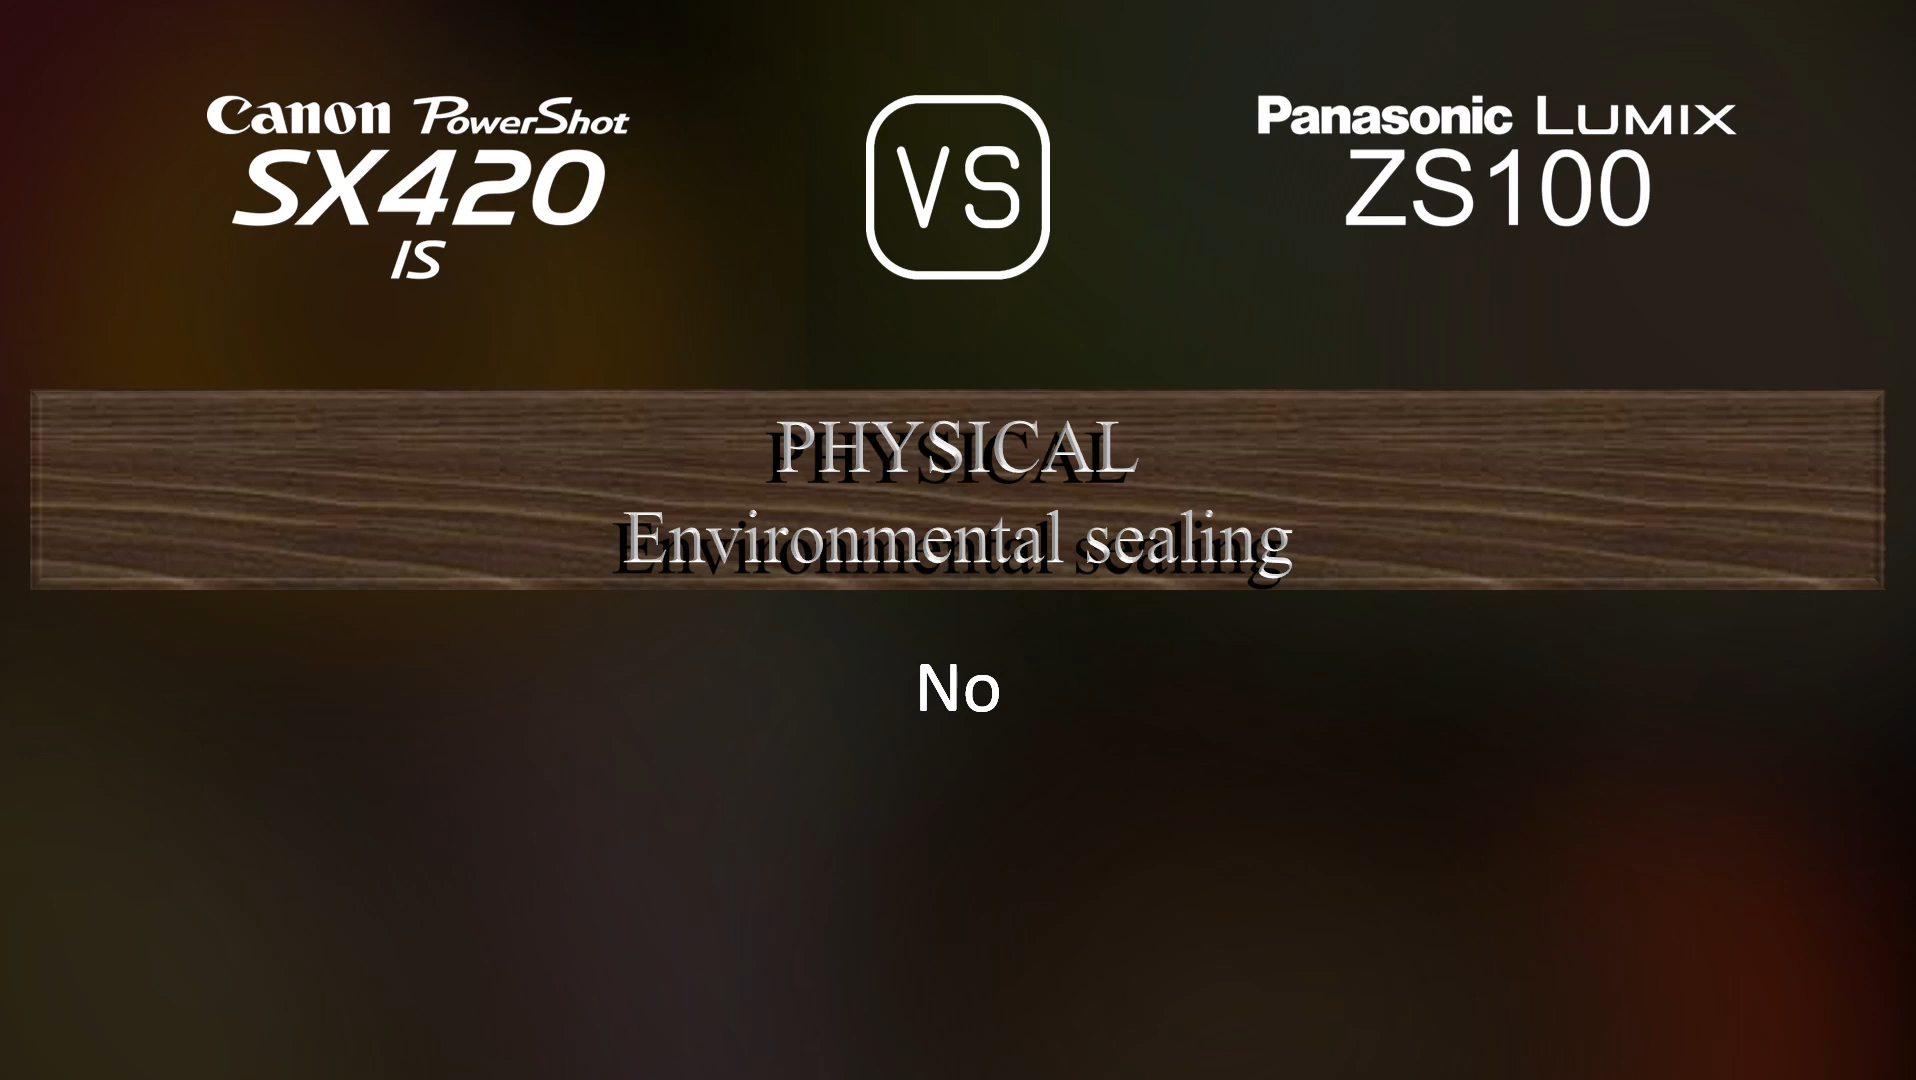 Canon PowerShot
SX420
IS
VS
Panasonic LUMIX
ZS100
PHYSICAL
Environmental sealing
No